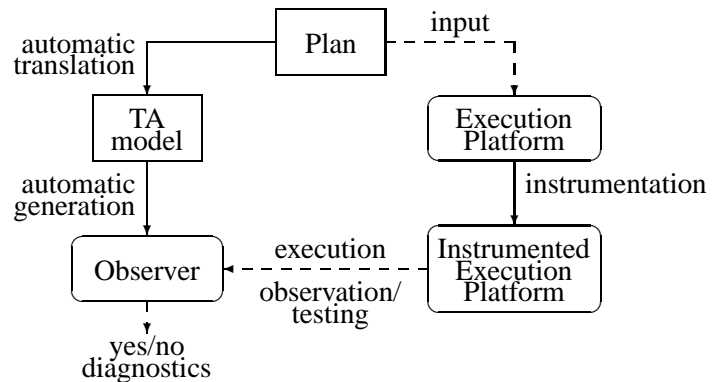 automatic
translation
Plan
input
TA
model
Execution
Platform
automatic
generation
instrumentation
Observer
execution
observation/
testing
Instrumented
Execution
Platform
yes/no
diagnostics